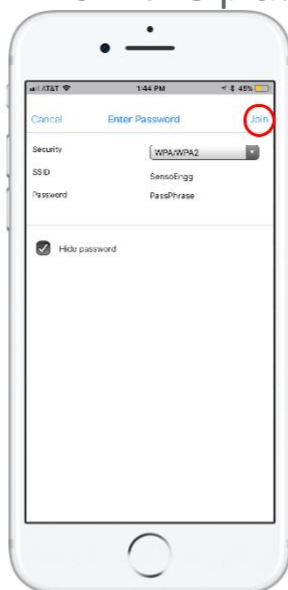 AT&T 1:44 PM 45%
Cancel Enter Password Join
Security WPA/WPA2
SSID SensoEngg
Password PassPhrase
Hide password